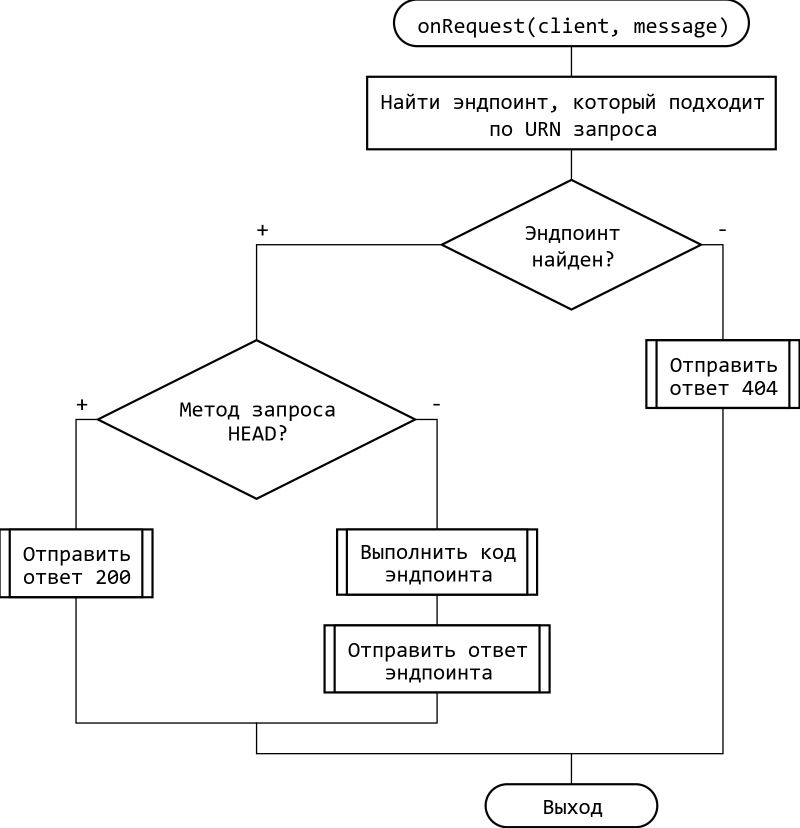 onRequest(client, message)
Найти эндпоинт, который подходит
по URN запроса
Эндпоинт
найден?
+
-
Отправить
ответ 404
Метод запроса
HEAD?
+
-
Отправить
ответ 200
Выполнить код
эндпоинта
Отправить ответ
эндпоинта
Выход